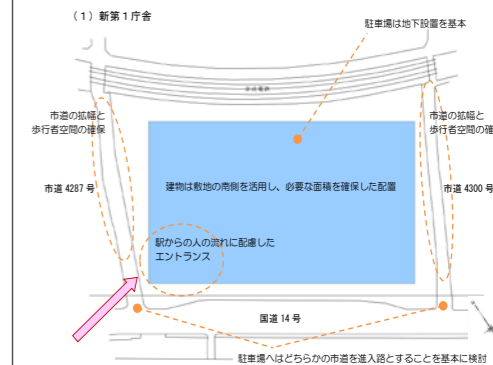 (1)新第1庁舎
駐車場は地下設置を基本
京成電鉄
市道の拡幅と
歩行者空間の確保
市道の拡幅と
歩行者空間の確
市道 4287 号
建物は敷地の南側を活用し、必要な面積を確保した配置
市道 4300 号
駅からの人の流れに配慮した
エントランス
国道 14 号
駐車場へはどちらかの市道を進入路とすることを基本に検討